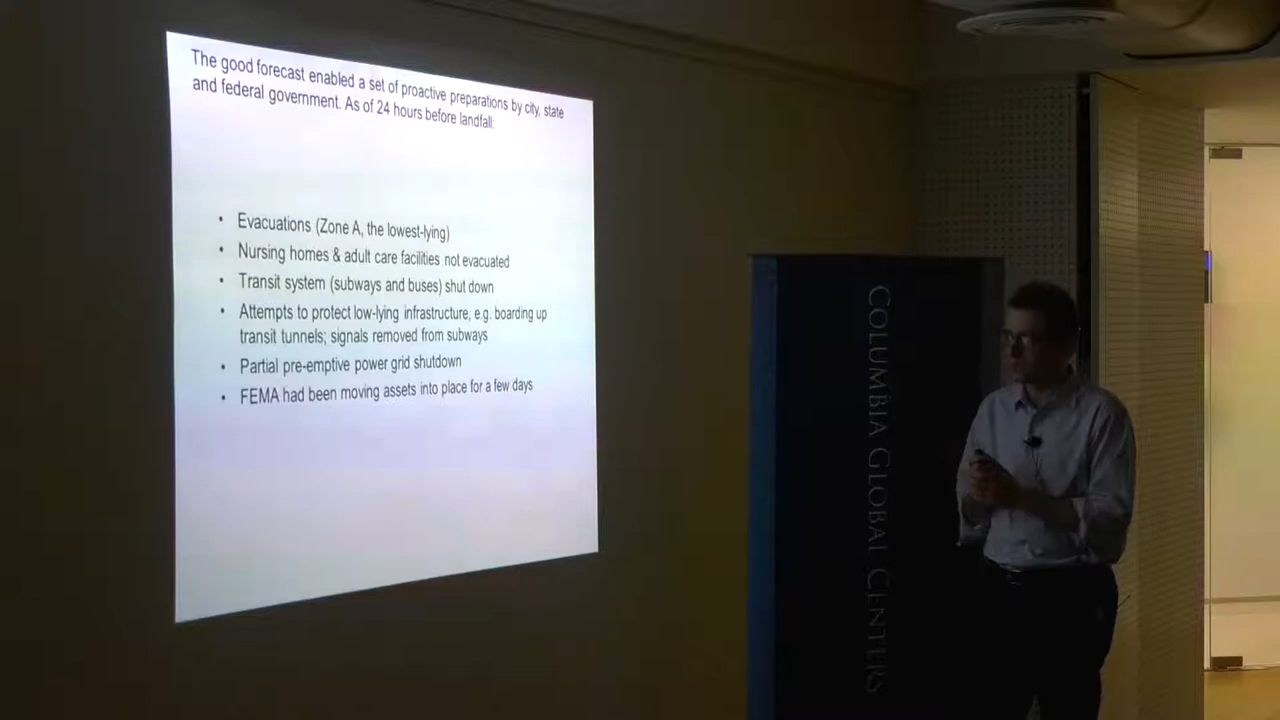 The good forecast enabled a set of proactive preparations by city, state
and federal government. As of 24 hours before landfall:
• Evacuations (Zone A, the lowest-lying)
• Nursing homes & adult care facilities not evacuated
• Transit system (subways and buses) shut down
• Attempts to protect low-lying infrastructure, e.g. boarding up
transit tunnels; signals removed from subways
• Partial pre-emptive power grid shutdown
• FEMA had been moving assets into place for a few days
COLUMBIA GLOBAL CENTERS